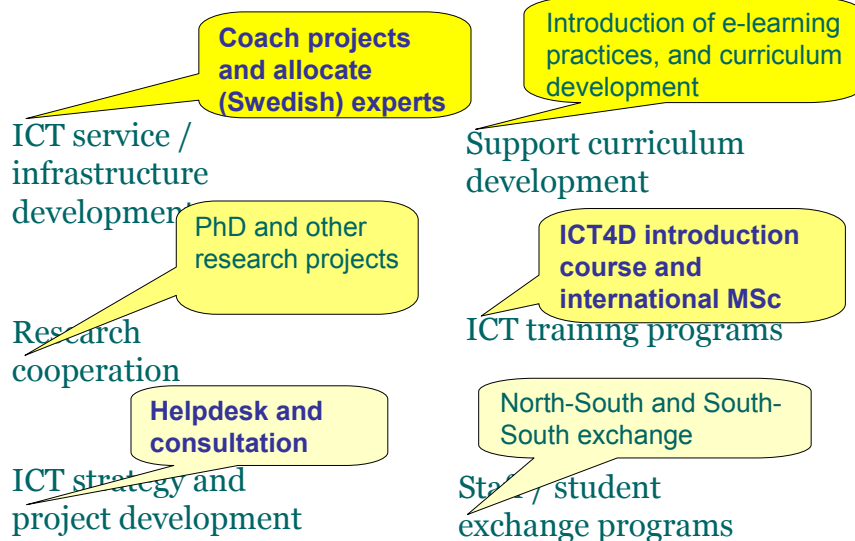 Coach projects
and allocate
(Swedish) experts
ICT service /
infrastructure
development
Introduction of e-learning
practices, and curriculum
development
Support curriculum
development
PhD and other
research projects
Research
cooperation
ICT4D introduction
course and
international MSc
ICT training programs
Helpdesk and
consultation
ICT strategy and
project development
North-South and South-
South exchange
Staff / student
exchange programs